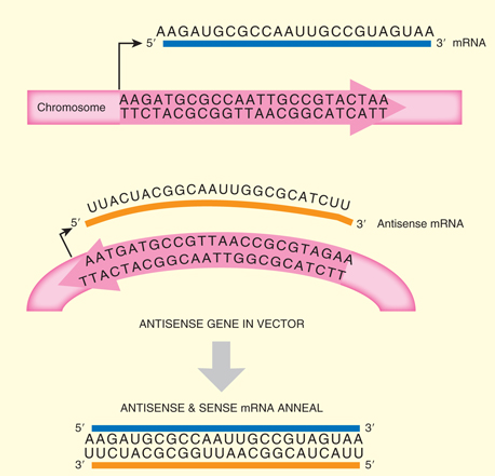 AAGAUGCGCCAAUUGCCGUAGUAA
5′ 3′ mRNA
Chromosome
AAGATGCGCCAATTGCCGTACTAA
TTCTACGCGGTTAACGGCATCATT
UUACUACGGCAAUUGGCGCAUCUU
5′ 3′ Antisense mRNA
AATGATGCCGTTAACCGCGTAGAA
TTACTACGGCAATTGGCGCATCTT
ANTISENSE GENE IN VECTOR
ANTISENSE & SENSE mRNA ANNEAL
5′ 3′
AAGAUGCGCCAAUUGCCGUAGUAA
UUCUACGCGGUUAACGGCAUCAUU
3′ 5′